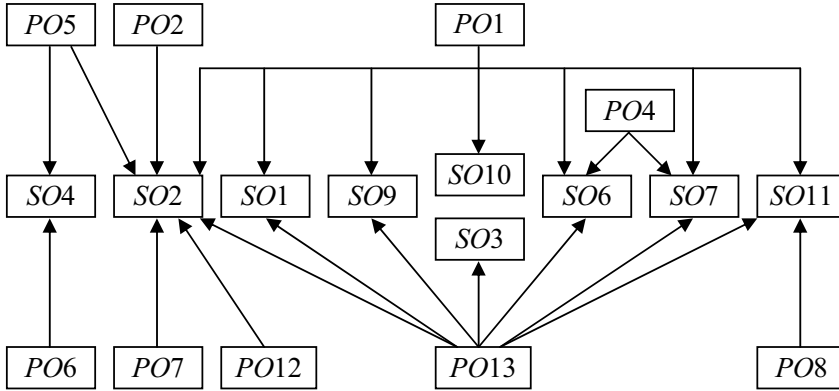 PO5 PO2 PO1
PO4
SO10
SO4 SO2 SO1 SO9 SO6 SO7 SO11
SO3
PO6 PO7 PO12 PO13 PO8